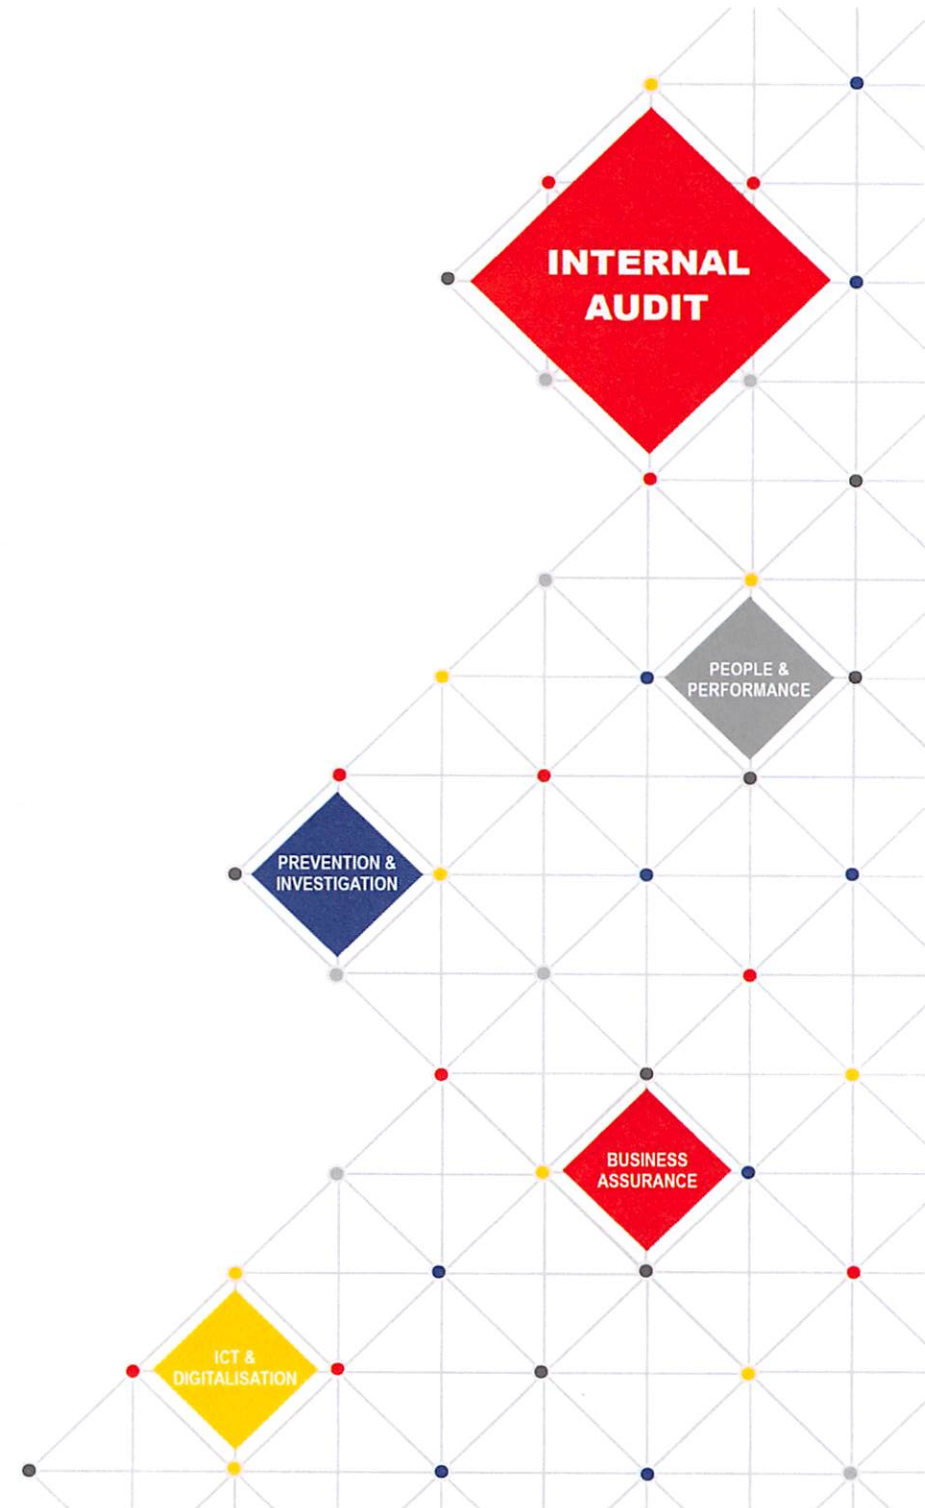 INTERNAL
AUDIT
PEOPLE &
PERFORMANCE
PREVENTION &
INVESTIGATION
BUSINESS
ASSURANCE
ICT &
DIGITALISATION